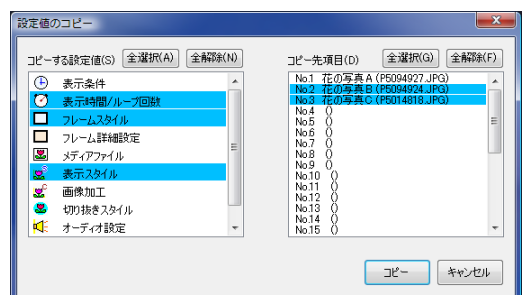 設定値のコピー
コピーする設定値(S) 全選択(A) 全解除(N)
表示条件
表示時間/ループ回数
フレームスタイル
フレーム詳細設定
メディアファイル
表示スタイル
画像加工
切り抜きスタイル
オーディオ設定
コピー先項目(D) 全選択(G) 全解除(F)
No.1 花の写真A (P5094927.JPG)
No.2 花の写真B (P5094924.JPG)
No.3 花の写真C (P5014818.JPG)
No.4 ()
No.5 ()
No.6 ()
No.7 ()
No.8 ()
No.9 ()
No.10 ()
No.11 ()
No.12 ()
No.13 ()
No.14 ()
No.15 ()
コピー キャンセル